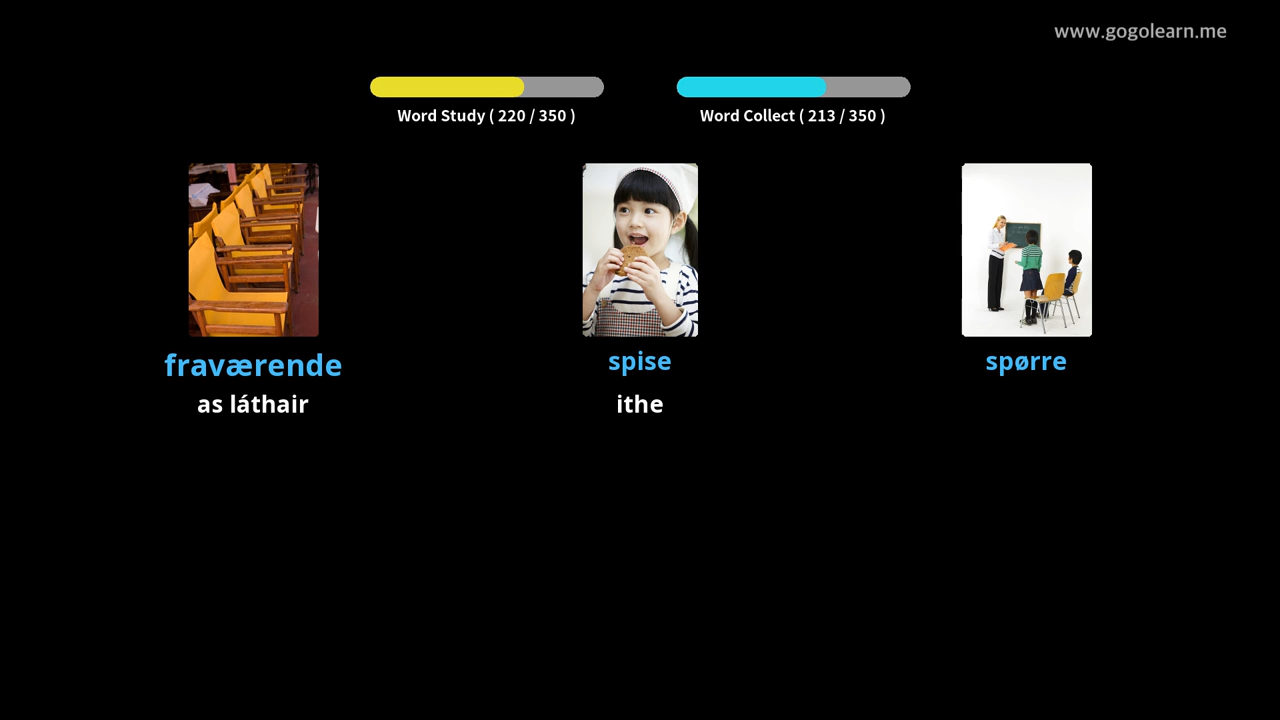 www.gogolearn.me
Word Study ( 220 / 350 )
Word Collect ( 213 / 350 )
fraværende
spise
spørre
as láthair
ithe